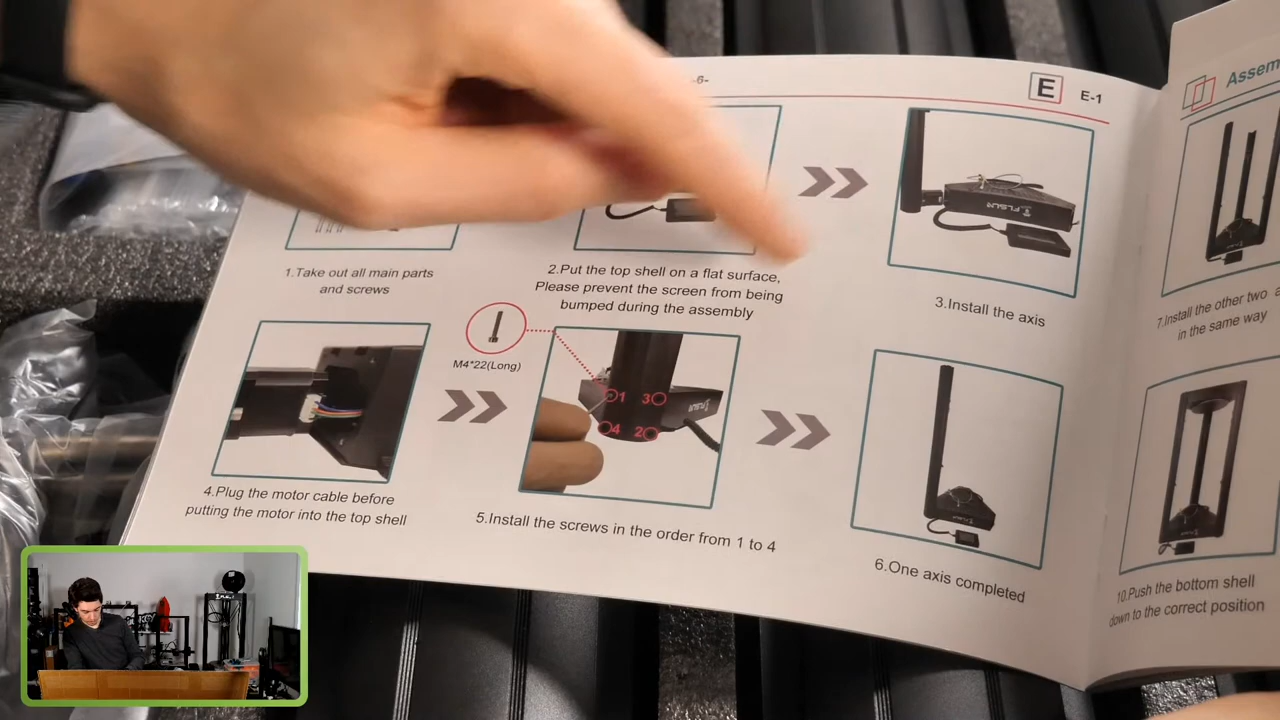 -6-
E
E-1
Assem
FLSUN
1.Take out all main parts
and screws
2.Put the top shell on a flat surface,
Please prevent the screen from being
bumped during the assembly
3.Install the axis
7.Install the other two a
in the same way
M4*22(Long)
1
3
4
2
4.Plug the motor cable before
putting the motor into the top shell
5.Install the screws in the order from 1 to 4
6.One axis completed
10.Push the bottom shell
down to the correct position